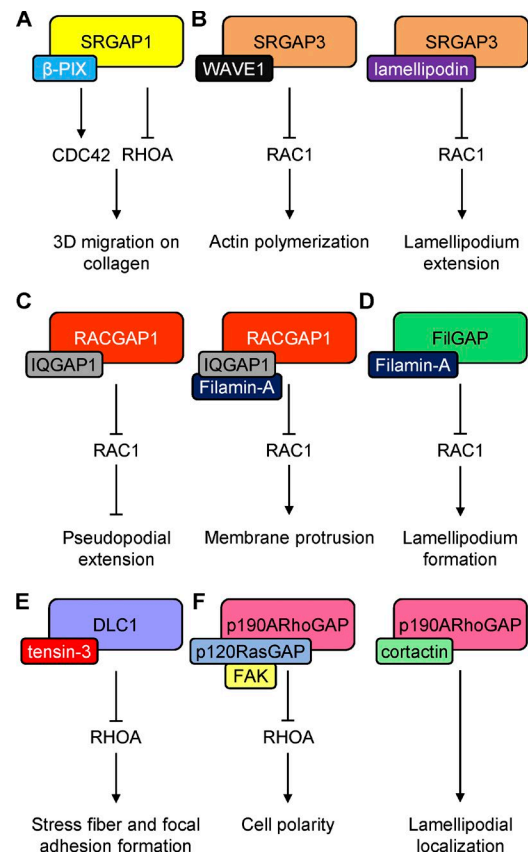 A
SRGAP1
β-PIX
CDC42 RHOA
3D migration on
collagen
B
SRGAP3
WAVE1
RAC1
Actin polymerization
SRGAP3
lamellipodin
RAC1
Lamellipodium
extension
C
RACGAP1
IQGAP1
RAC1
Pseudopodial
extension
RACGAP1
IQGAP1
Filamin-A
RAC1
Membrane protrusion
D
FilGAP
Filamin-A
RAC1
Lamellipodium
formation
E
DLC1
tensin-3
RHOA
Stress fiber and focal
adhesion formation
F
p190ARhoGAP
p120RasGAP
FAK
RHOA
Cell polarity
p190ARhoGAP
cortactin
Lamellipodial
localization